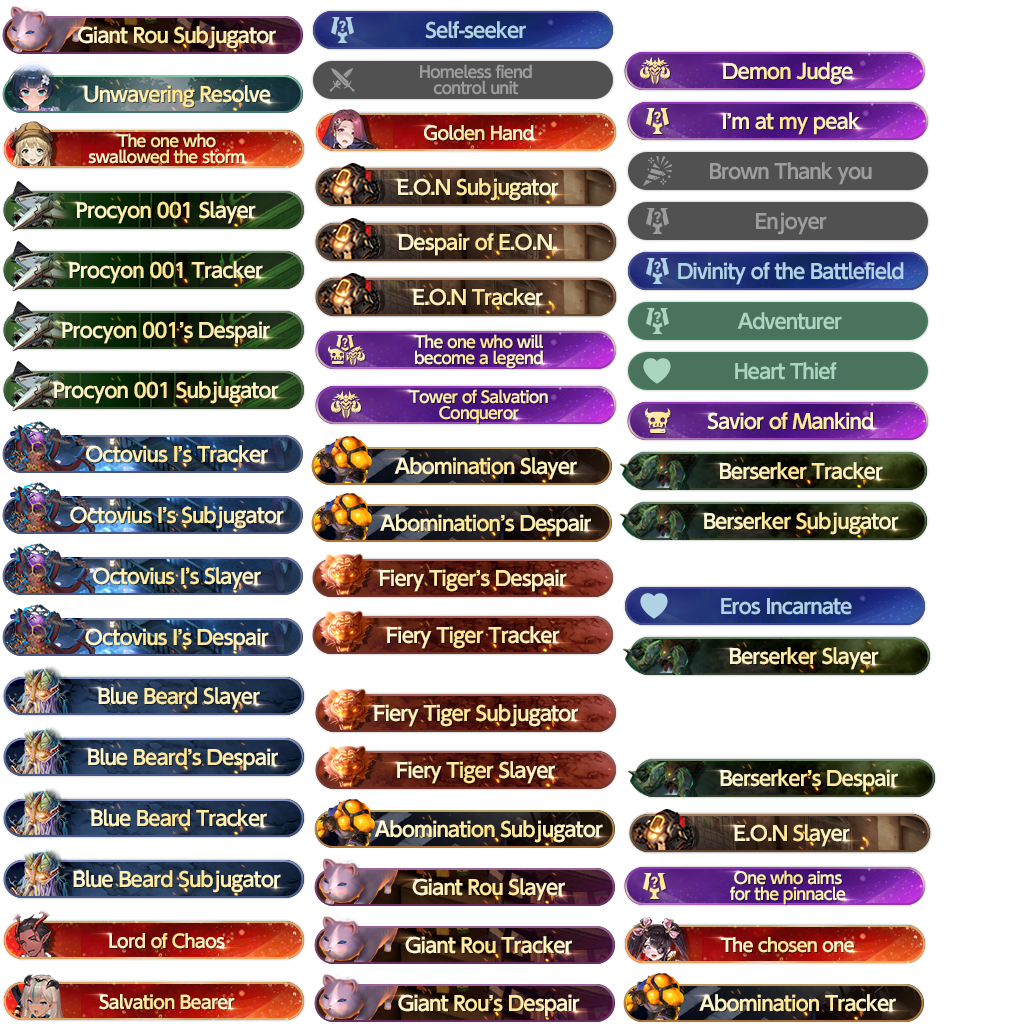 Giant Rou Subjugator
Unwavering Resolve
The one who
swallowed the storm
Procyon 001 Slayer
Procyon 001 Tracker
Procyon 001's Despair
Procyon 001 Subjugator
Octovius I's Tracker
Octovius I's Subjugator
Octovius I's Slayer
Octovius I's Despair
Blue Beard Slayer
Blue Beard's Despair
Blue Beard Tracker
Blue Beard Subjugator
Lord of Chaos
Salvation Bearer
Self-seeker
Homeless fiend
control unit
Golden Hand
E.O.N Subjugator
Despair of E.O.N.
E.O.N Tracker
The one who will
become a legend
Tower of Salvation
Conqueror
Abomination Slayer
Abomination's Despair
Fiery Tiger's Despair
Fiery Tiger Tracker
Fiery Tiger Subjugator
Fiery Tiger Slayer
Abomination Subjugator
Giant Rou Slayer
Giant Rou Tracker
Giant Rou's Despair
Demon Judge
I'm at my peak
Brown Thank you
Enjoyer
Divinity of the Battlefield
Adventurer
Heart Thief
Savior of Mankind
Berserker Tracker
Berserker Subjugator
Eros Incarnate
Berserker Slayer
Berserker's Despair
E.O.N Slayer
One who aims
for the pinnacle
The chosen one
Abomination Tracker